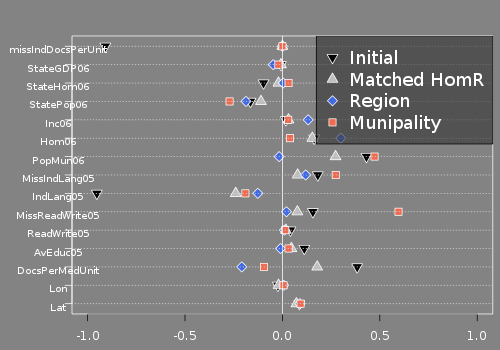 missIndDocsPerUnit
StateGDP06
StateHom06
StatePop06
Inc06
Hom06
PopMun06
MissIndLang05
IndLang05
MissReadWrite05
ReadWrite05
AvEduc05
DocsPerMedUnit
Lon
Lat
Initial
Matched HomR
Region
Munipality
-1.0 -0.5 0.0 0.5 1.0